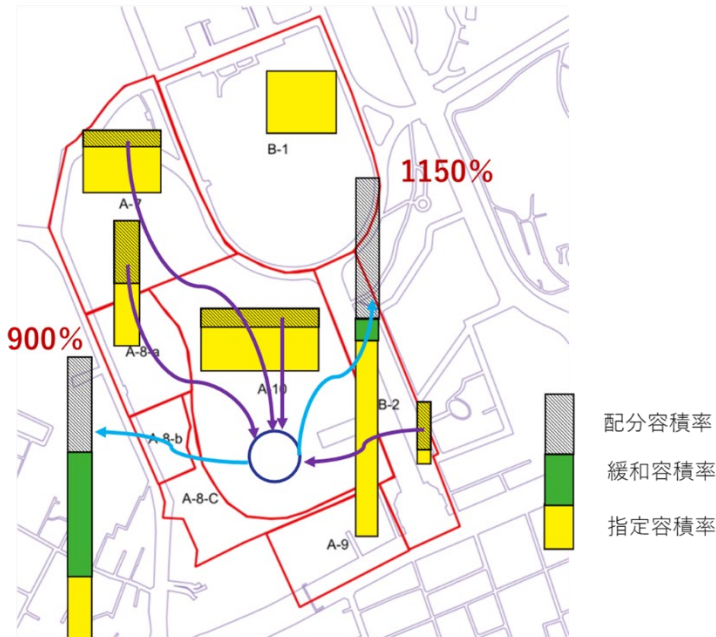 B-1
1150%
A-7
900%
A-8-a
A-10
B-2
A-8-b
A-8-C
A-9
配分容積率
緩和容積率
指定容積率